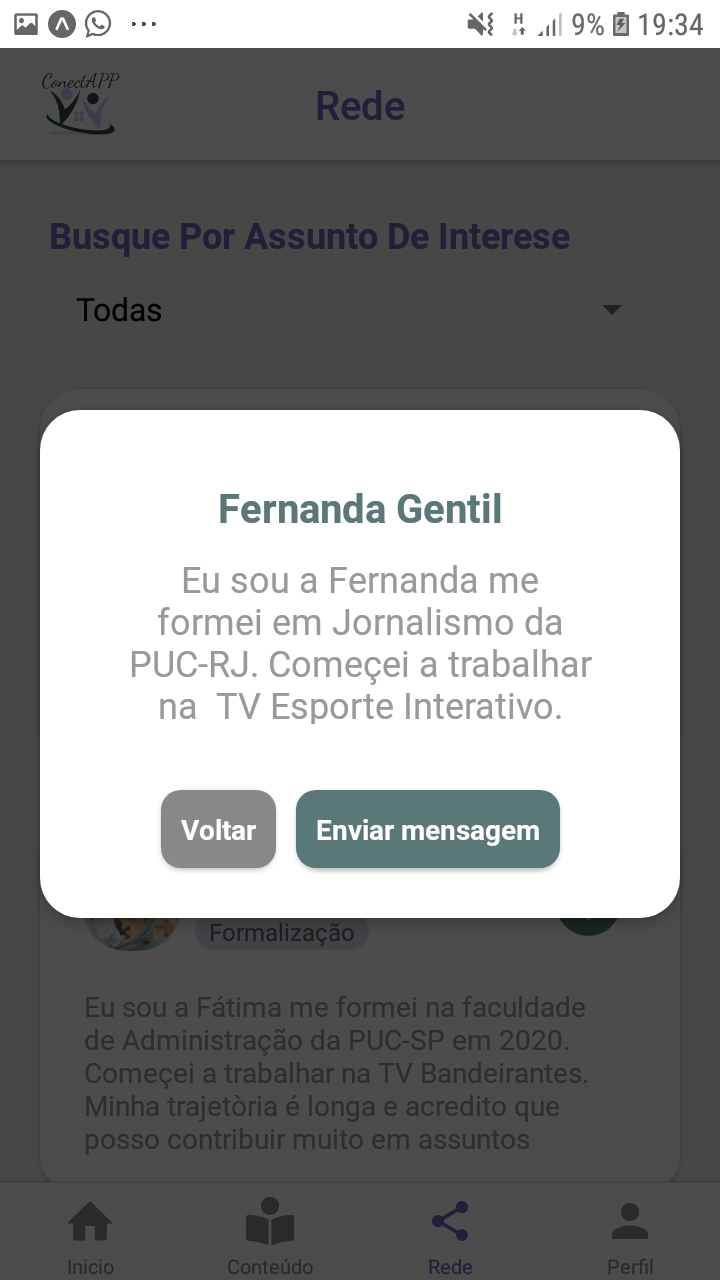 9% 19:34
ConectAPP
Rede
Busque Por Assunto De Interese
Todas
Fernanda Gentil
Eu sou a Fernanda me
formei em Jornalismo da
PUC-RJ. Começei a trabalhar
na  TV Esporte Interativo.
Voltar
Enviar mensagem
Formalização
Eu sou a Fátima me formei na faculdade
de Administração da PUC-SP em 2020.
Começei a trabalhar na TV Bandeirantes.
Minha trajetòria é longa e acredito que
posso contribuir muito em assuntos
Inicio
Conteúdo
Rede
Perfil